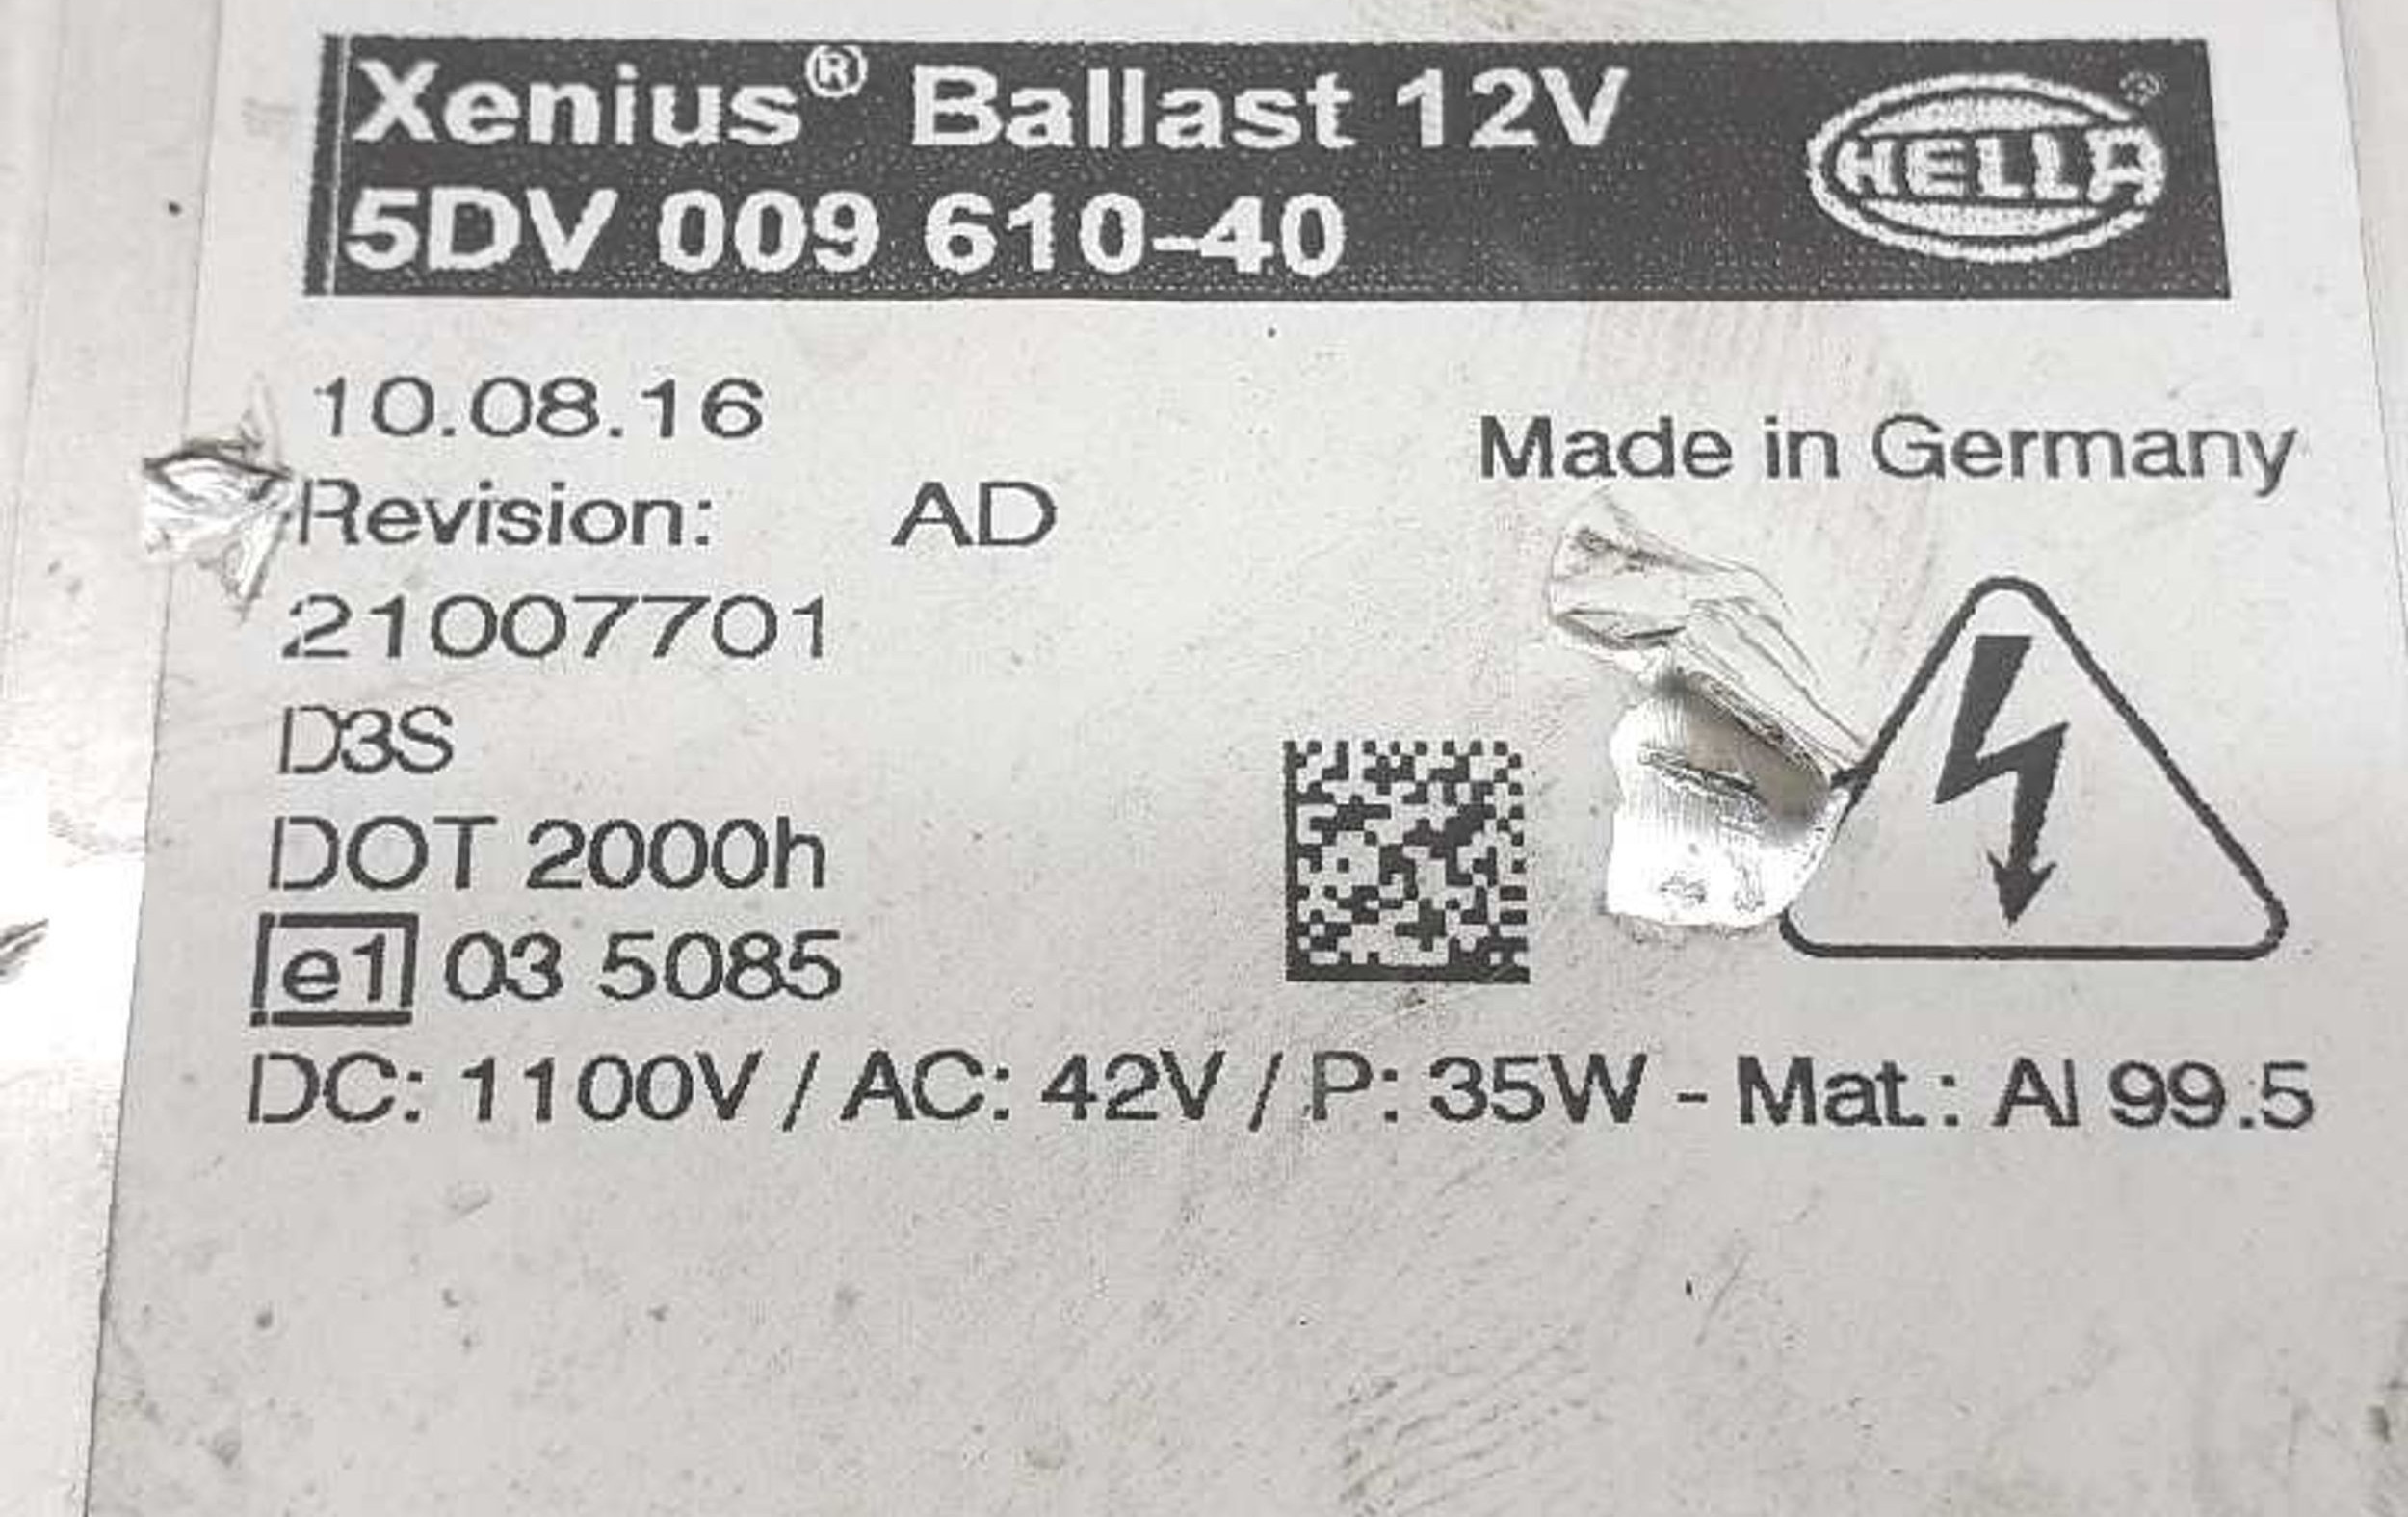 Xenius® Ballast 12V
HELLA ®
5DV 009 610-40
10.08.16
Made in Germany
Revision: AD
21007701
D3S
DOT 2000h
e1 03 5085
DC: 1100V / AC: 42V / P: 35W - Mat.: Al 99.5